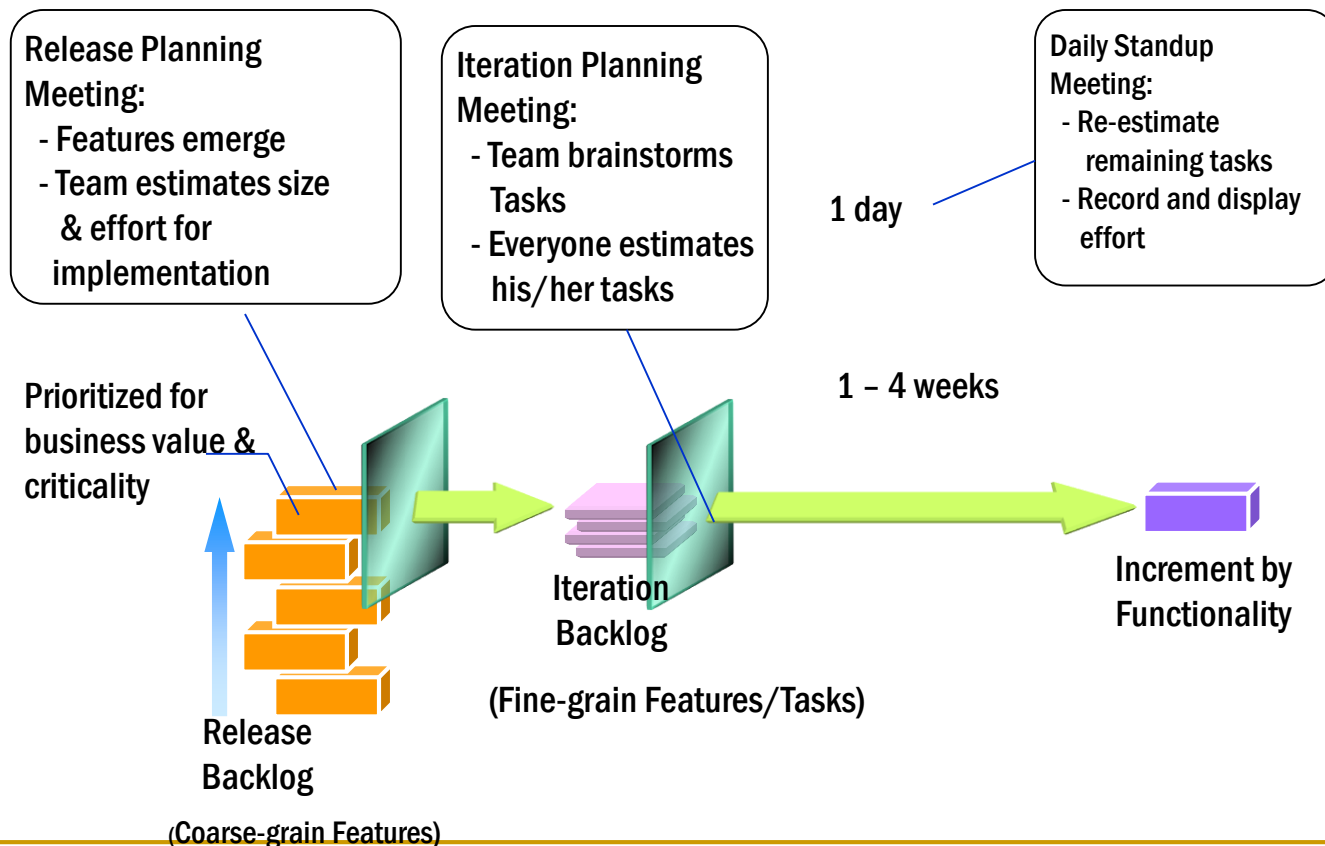 Release Planning
Meeting:
- Features emerge
- Team estimates size
& effort for
implementation
Iteration Planning
Meeting:
- Team brainstorms
Tasks
- Everyone estimates
his/her tasks
Daily Standup
Meeting:
- Re-estimate
remaining tasks
- Record and display
effort
1 day
Prioritized for
business value &
criticality
1 – 4 weeks
Iteration
Backlog
(Fine-grain Features/Tasks)
Increment by
Functionality
Release
Backlog
(Coarse-grain Features)